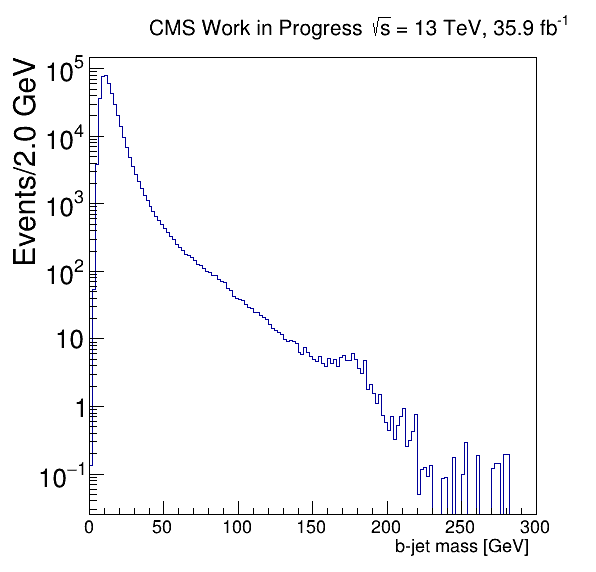 CMS Work in Progress √s = 13 TeV, 35.9 fb⁻¹
Events/2.0 GeV
10⁵
10⁴
10³
10²
10
1
10⁻¹
0 50 100 150 200 250 300
b-jet mass [GeV]